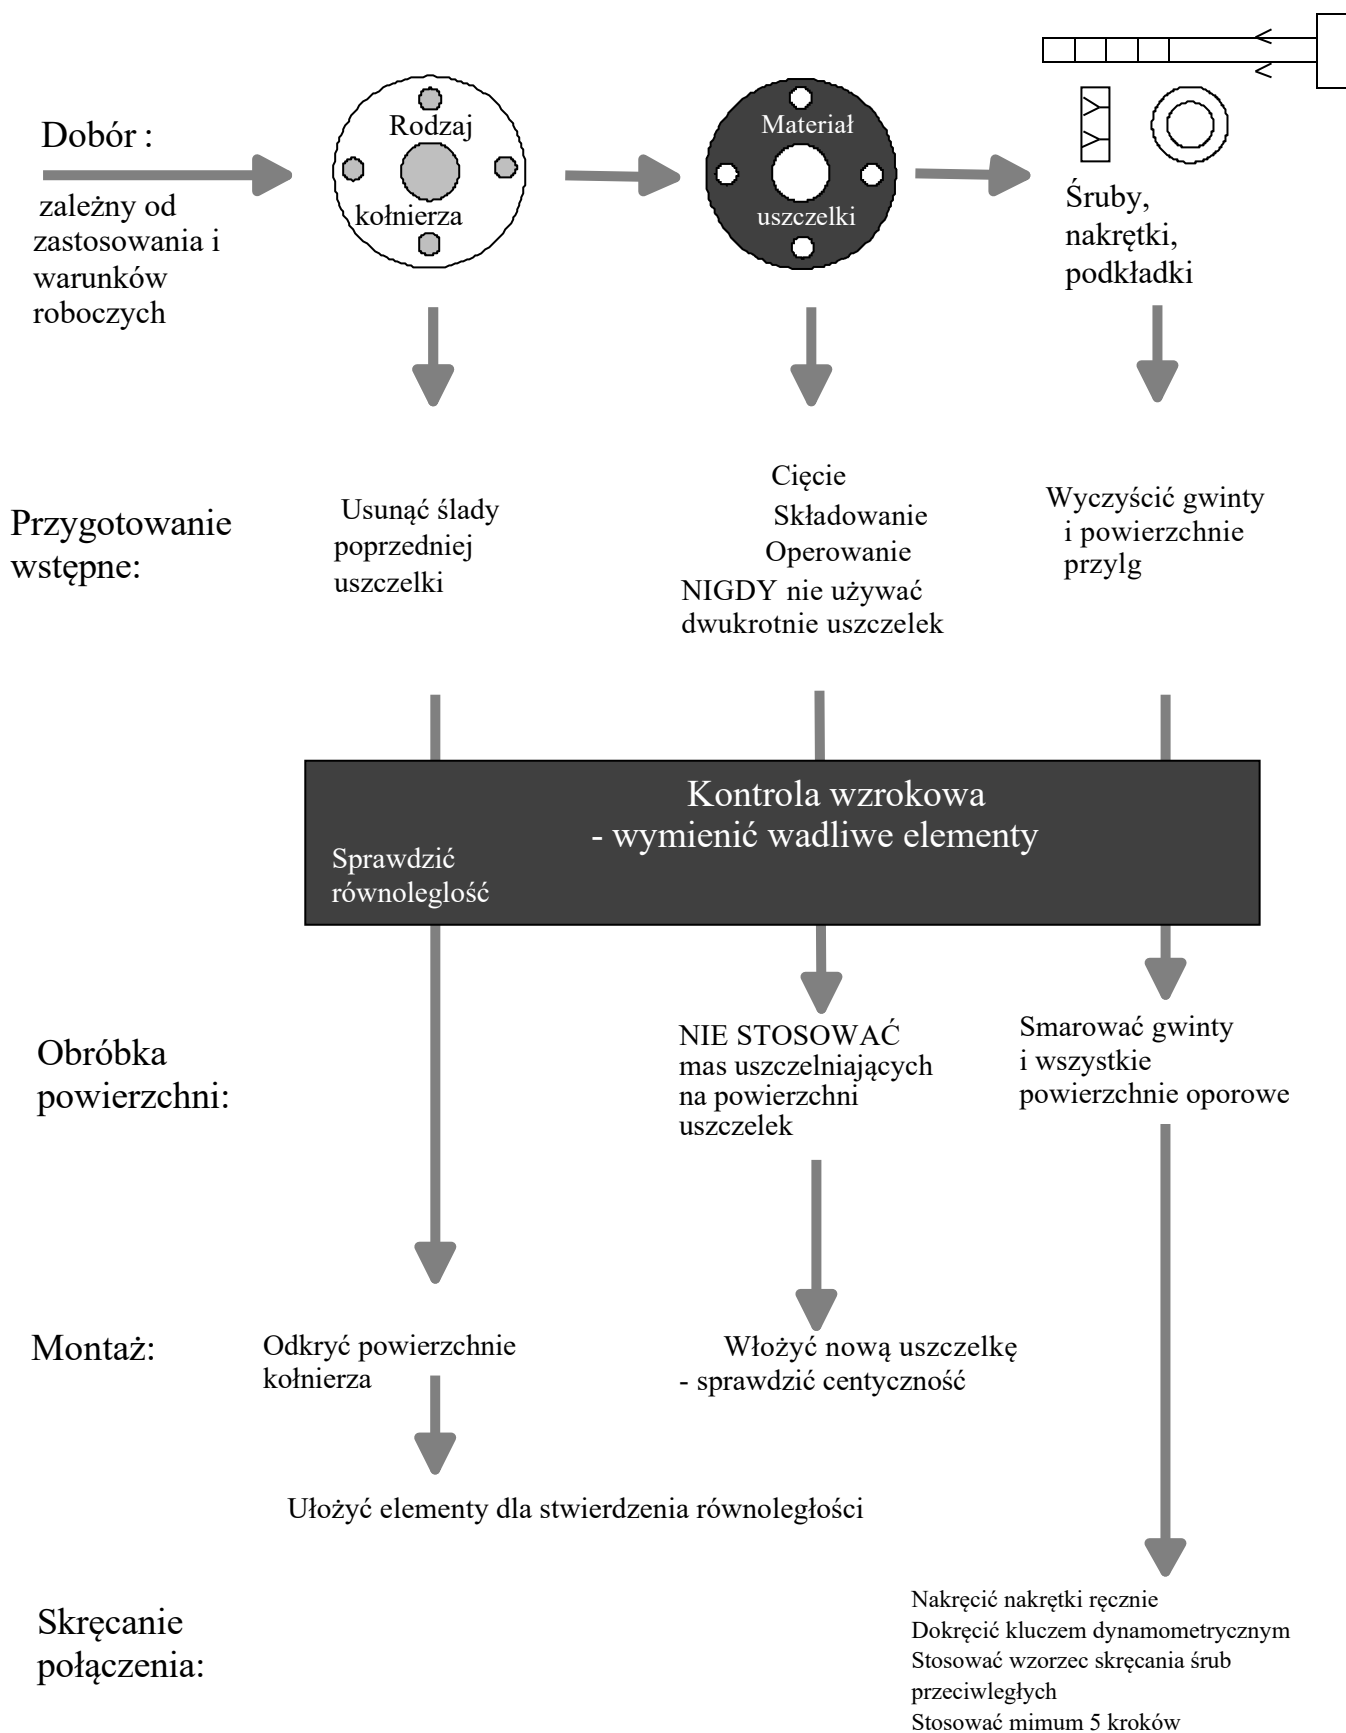 Dobór :
zależny od
zastosowania i
warunków
roboczych
Rodzaj
kołnierza
Materiał
uszczelki
Śruby,
nakrętki,
podkładki
Przygotowanie
wstępne:
Usunąć ślady
poprzedniej
uszczelki
Cięcie
Składowanie
Operowanie
NIGDY nie używać
dwukrotnie uszczelek
Wyczyścić gwinty
i powierzchnie
przylg
Kontrola wzrokowa
- wymienić wadliwe elementy
Sprawdzić
równoleglość
Obróbka
powierzchni:
NIE STOSOWAĆ
mas uszczelniających
na powierzchni
uszczelek
Smarować gwinty
i wszystkie
powierzchnie oporowe
Montaż:
Odkryć powierzchnie
kołnierza
Włożyć nową uszczelkę
- sprawdzić centyczność
Ułożyć elementy dla stwierdzenia równoległości
Skręcanie
połączenia:
Nakręcić nakrętki ręcznie
Dokręcić kluczem dynamometrycznym
Stosować wzorzec skręcania śrub
przeciwległych
Stosować mimum 5 kroków